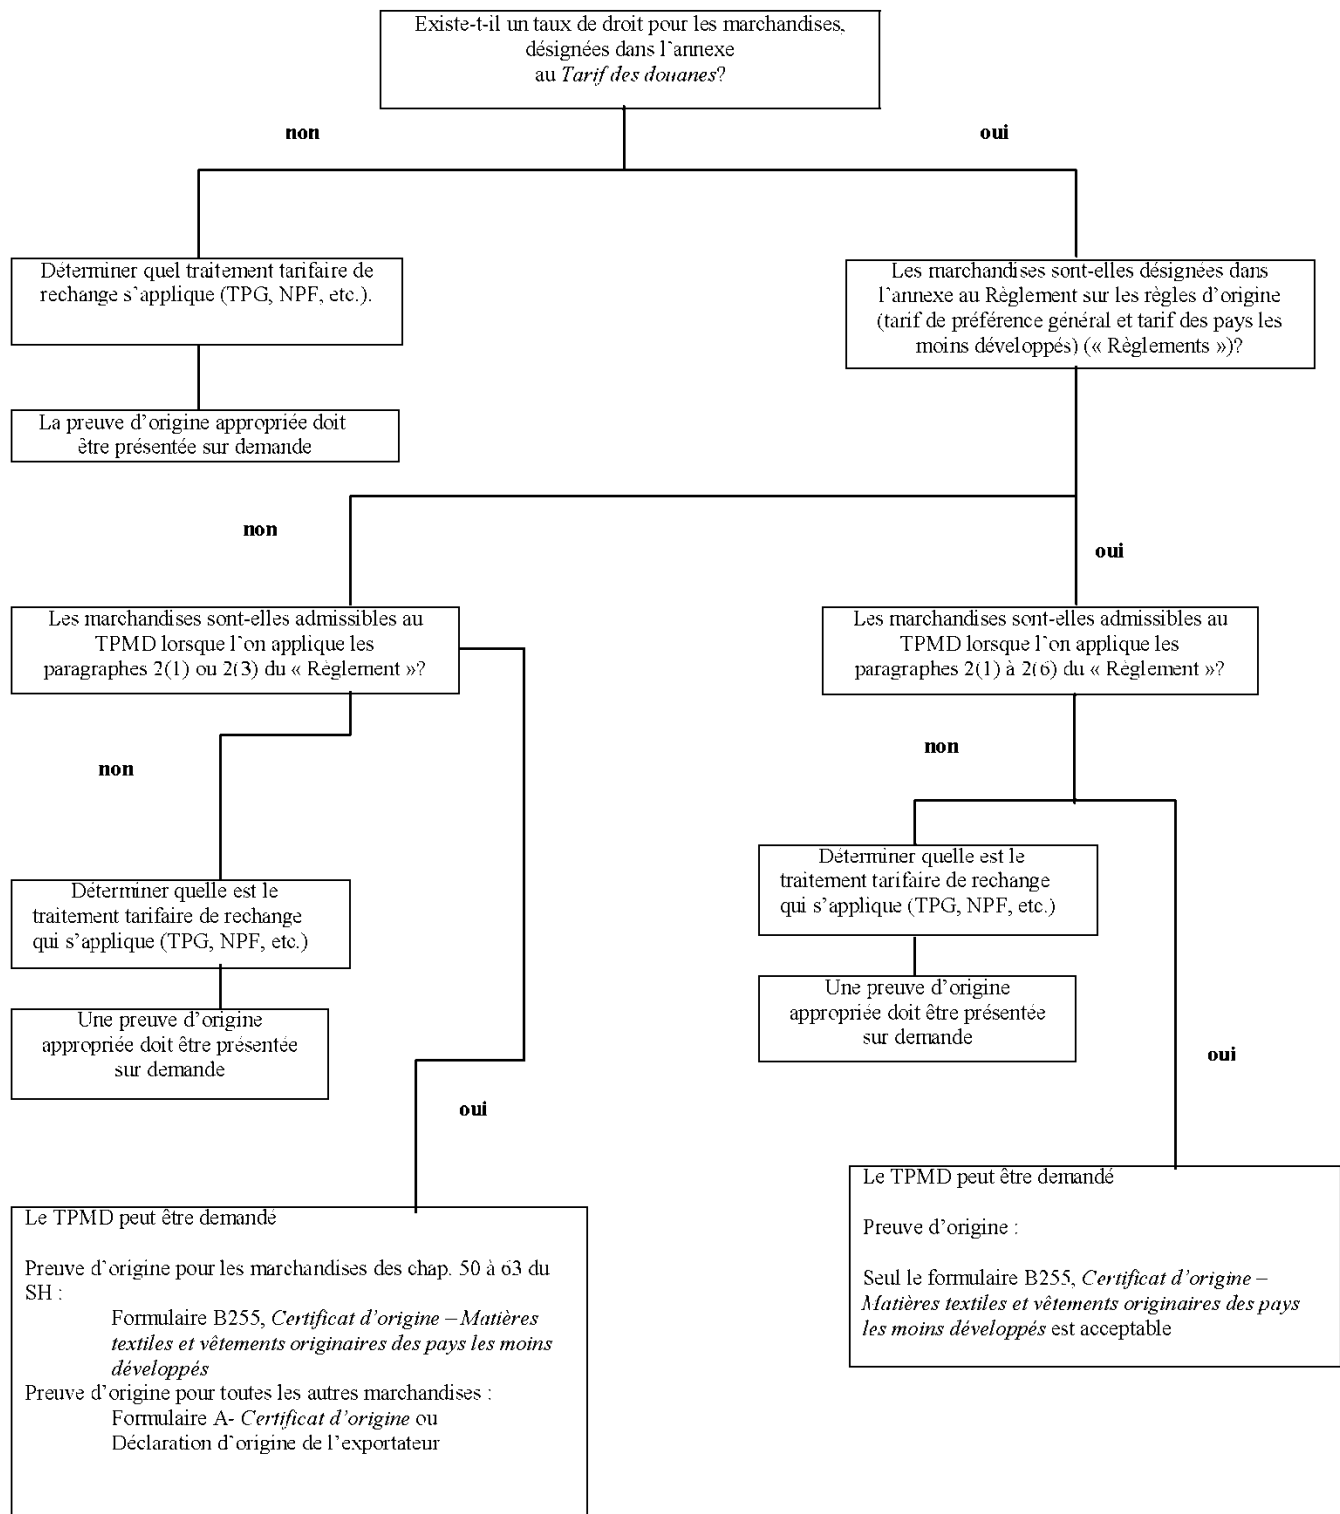 Existe-t-il un taux de droit pour les marchandises,
désignées dans l'annexe
au Tarif des douanes?
non
oui
Déterminer quel traitement tarifaire de
rechange s'applique (TPG, NPF, etc.).
Les marchandises sont-elles désignées dans
l'annexe au Règlement sur les règles d'origine
(tarif de préférence général et tarif des pays les
moins développés) (« Règlements »)?
La preuve d'origine appropriée doit
être présentée sur demande
non
oui
Les marchandises sont-elles admissibles au
TPMD lorsque l'on applique les
paragraphes 2(1) ou 2(3) du « Règlement »?
Les marchandises sont-elles admissibles au
TPMD lorsque l'on applique les
paragraphes 2(1) à 2(6) du « Règlement »?
non
non
Déterminer quelle est le
traitement tarifaire de rechange
qui s'applique (TPG, NPF, etc.)
Déterminer quelle est le
traitement tarifaire de rechange
qui s'applique (TPG, NPF, etc.)
Une preuve d'origine
appropriée doit être présentée
sur demande
Une preuve d'origine
appropriée doit être présentée
sur demande
oui
oui
Le TPMD peut être demandé
Preuve d'origine pour les marchandises des chap. 50 à 63 du
SH :
Formulaire B255, Certificat d'origine – Matières
textiles et vêtements originaires des pays les moins
développés
Preuve d'origine pour toutes les autres marchandises :
Formulaire A- Certificat d'origine ou
Déclaration d'origine de l'exportateur
Le TPMD peut être demandé
Preuve d'origine :
Seul le formulaire B255, Certificat d'origine –
Matières textiles et vêtements originaires des pays
les moins développés est acceptable